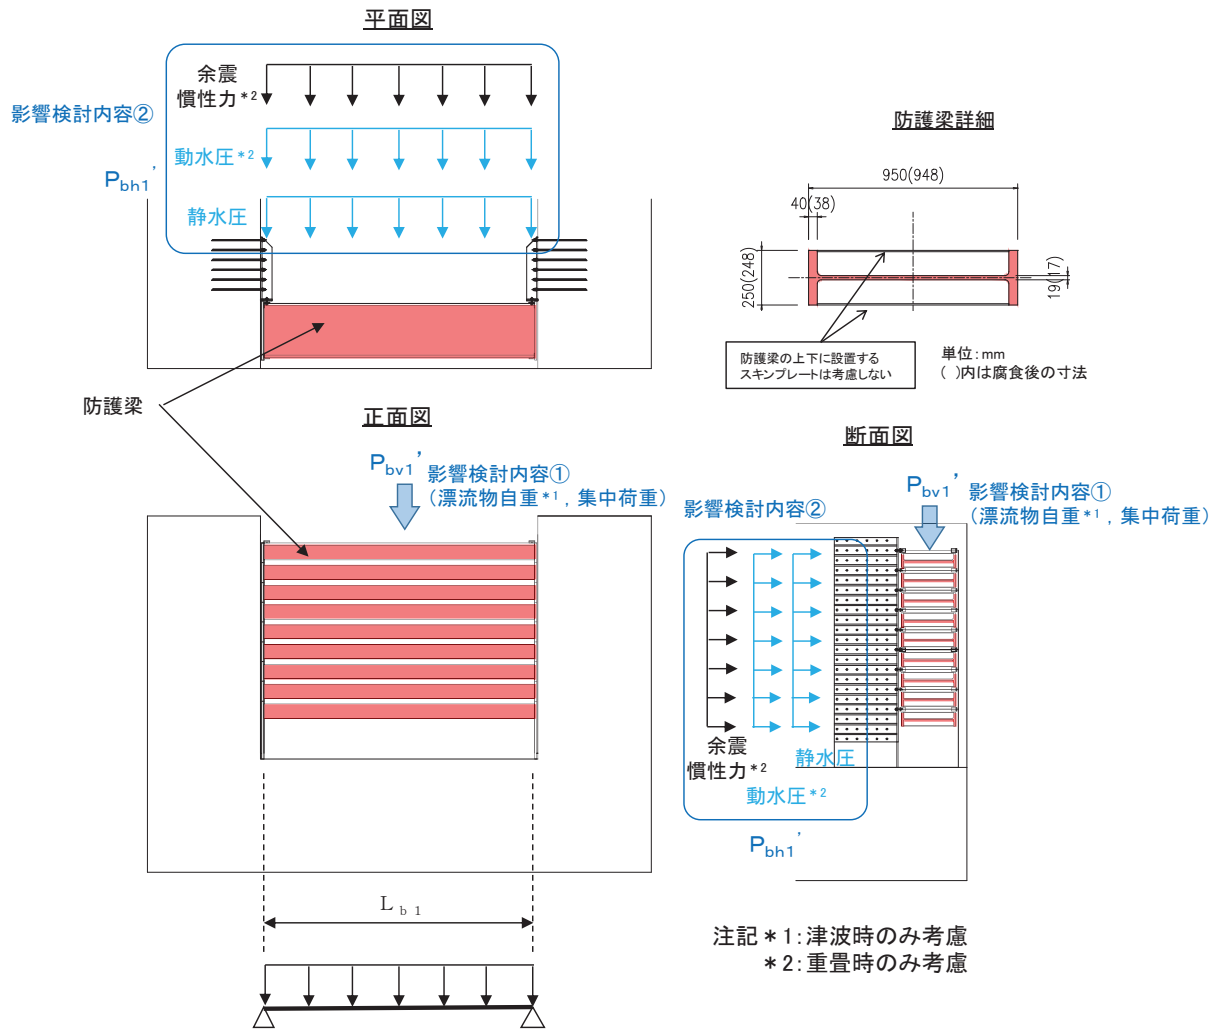 平面図
余震
慣性力*2
影響検討内容②
動水圧*2
Pbh1'
静水圧
防護梁詳細
950(948)
40(38)
250(248)
19(17)
防護梁の上下に設置する
スキンプレートは考慮しない
単位：mm
( )内は腐食後の寸法
防護梁
正面図
Pbv1'
影響検討内容①
（漂流物自重*1，集中荷重）
断面図
Pbv1'
影響検討内容①
（漂流物自重*1，集中荷重）
影響検討内容②
余震
慣性力*2
静水圧
動水圧*2
Pbh1'
Lb1
注記＊1：津波時のみ考慮
＊2：重畳時のみ考慮